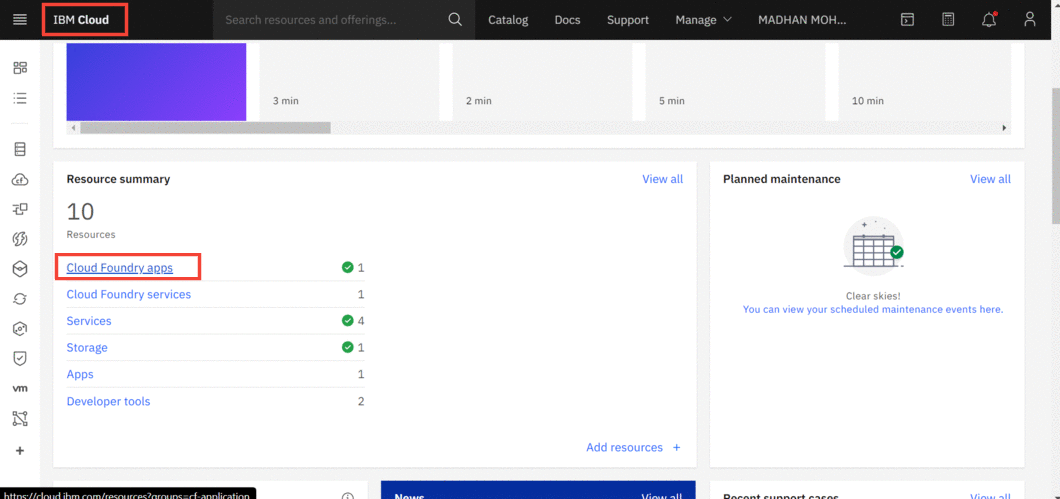 IBM Cloud
Search resources and offerings...
Catalog
Docs
Support
Manage
MADHAN MOH...
3 min
2 min
5 min
10 min
Resource summary
View all
10
Resources
Cloud Foundry apps 1
Cloud Foundry services 1
Services 4
Storage 1
Apps 1
Developer tools 2
Add resources +
Planned maintenance
View all
Clear skies!
You can view your scheduled maintenance events here.
cf
vm
https://cloud.ibm.com/resources?groups=cf-application
News
View all
Recent support cases
View all